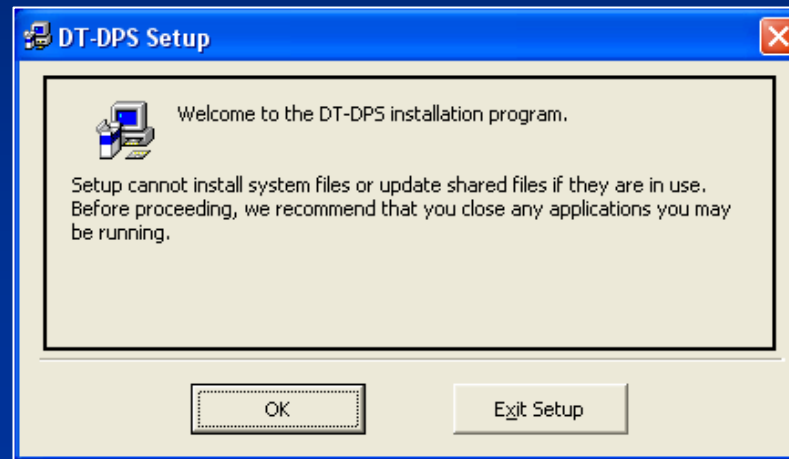 DT-DPS Setup
Welcome to the DT-DPS installation program.
Setup cannot install system files or update shared files if they are in use.
Before proceeding, we recommend that you close any applications you may
be running.
OK
Exit Setup